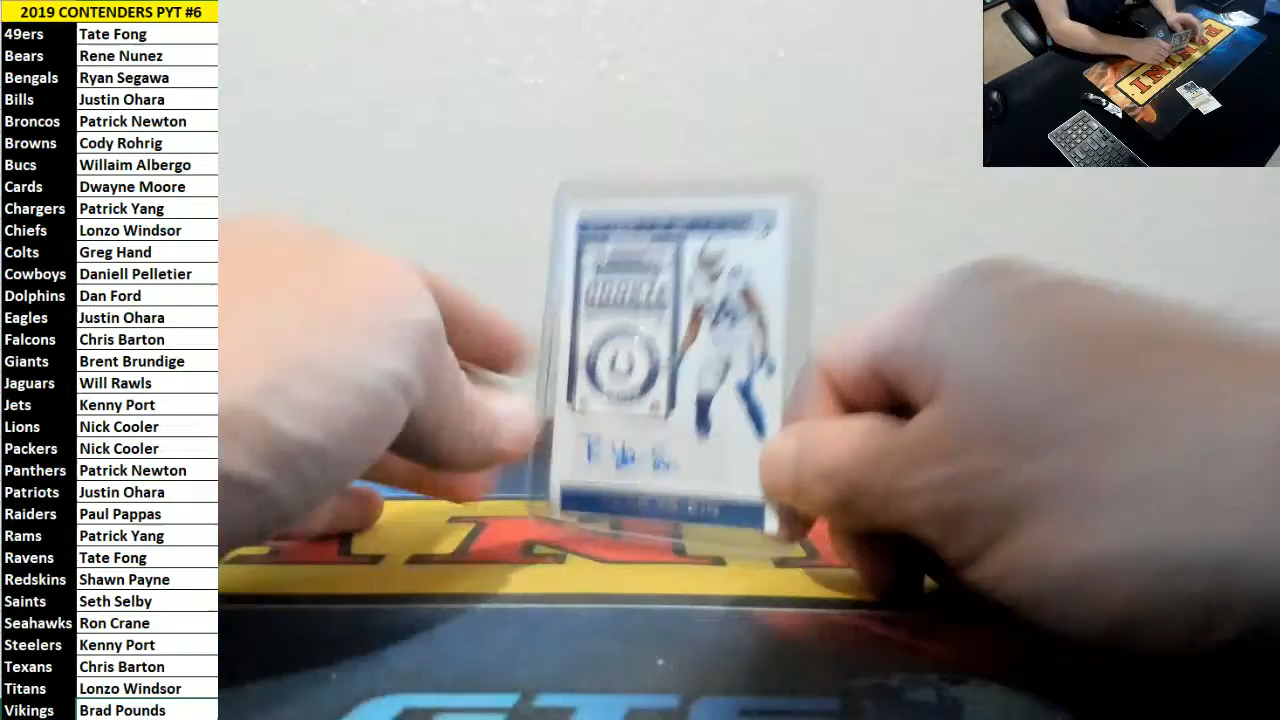 2019 CONTENDERS PYT #6
49ers Tate Fong
Bears Rene Nunez
Bengals Ryan Segawa
Bills Justin Ohara
Broncos Patrick Newton
Browns Cody Rohrig
Bucs Willaim Albergo
Cards Dwayne Moore
Chargers Patrick Yang
Chiefs Lonzo Windsor
Colts Greg Hand
Cowboys Daniell Pelletier
Dolphins Dan Ford
Eagles Justin Ohara
Falcons Chris Barton
Giants Brent Brundige
Jaguars Will Rawls
Jets Kenny Port
Lions Nick Cooler
Packers Nick Cooler
Panthers Patrick Newton
Patriots Justin Ohara
Raiders Paul Pappas
Rams Patrick Yang
Ravens Tate Fong
Redskins Shawn Payne
Saints Seth Selby
Seahawks Ron Crane
Steelers Kenny Port
Texans Chris Barton
Titans Lonzo Windsor
Vikings Brad Pounds
PANINI